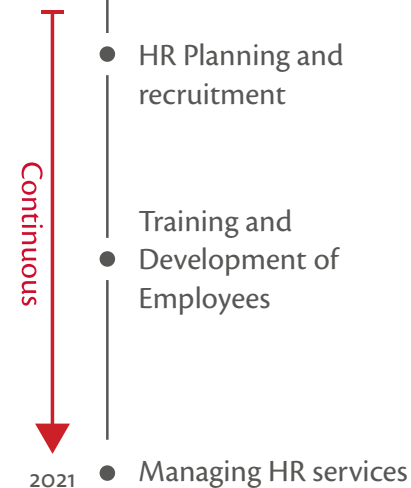 HR Planning and
recruitment
Continuous
Training and
Development of
Employees
2021
Managing HR services